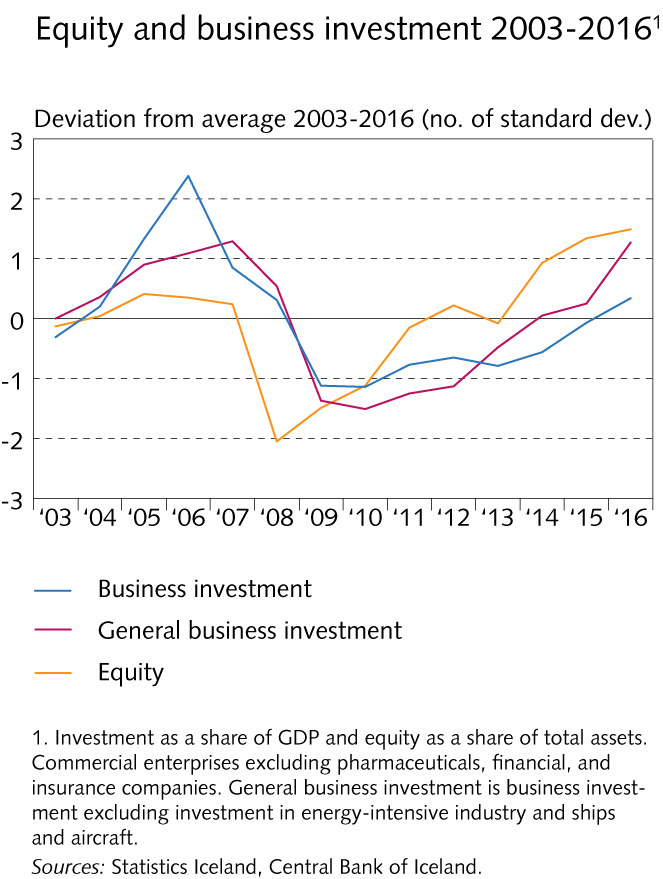 Equity and business investment 2003-2016¹
Deviation from average 2003-2016 (no. of standard dev.)
3
2
1
0
-1
-2
-3
‘03 ‘04 ‘05 ‘06 ‘07 ‘08 ‘09 ‘10 ‘11 ‘12 ‘13 ‘14 ‘15 ‘16
Business investment
General business investment
Equity
1. Investment as a share of GDP and equity as a share of total assets.
Commercial enterprises excluding pharmaceuticals, financial, and
insurance companies. General business investment is business invest-
ment excluding investment in energy-intensive industry and ships
and aircraft.
Sources: Statistics Iceland, Central Bank of Iceland.